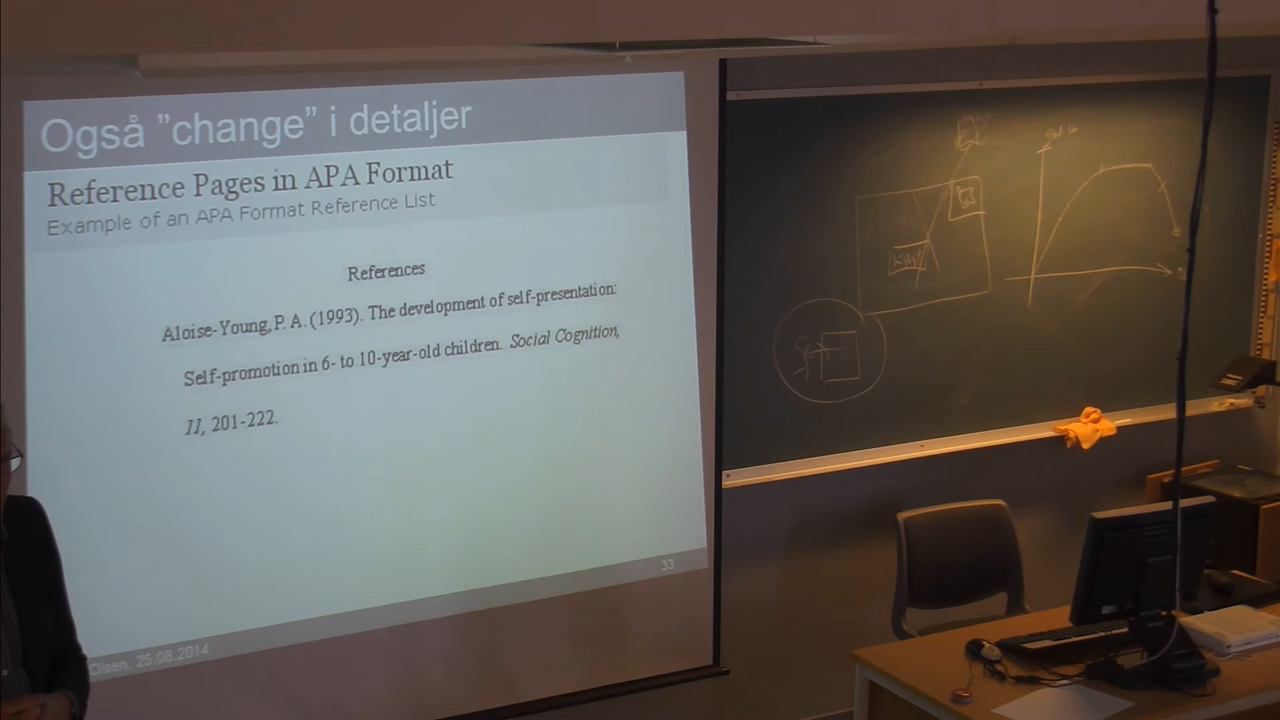 Også ”change” i detaljer
Reference Pages in APA Format
Example of an APA Format Reference List
References
Aloise-Young, P. A. (1993). The development of self-presentation:
Self-promotion in 6- to 10-year-old children. Social Cognition,
11, 201-222.
33
Olsen, 25.08.2014